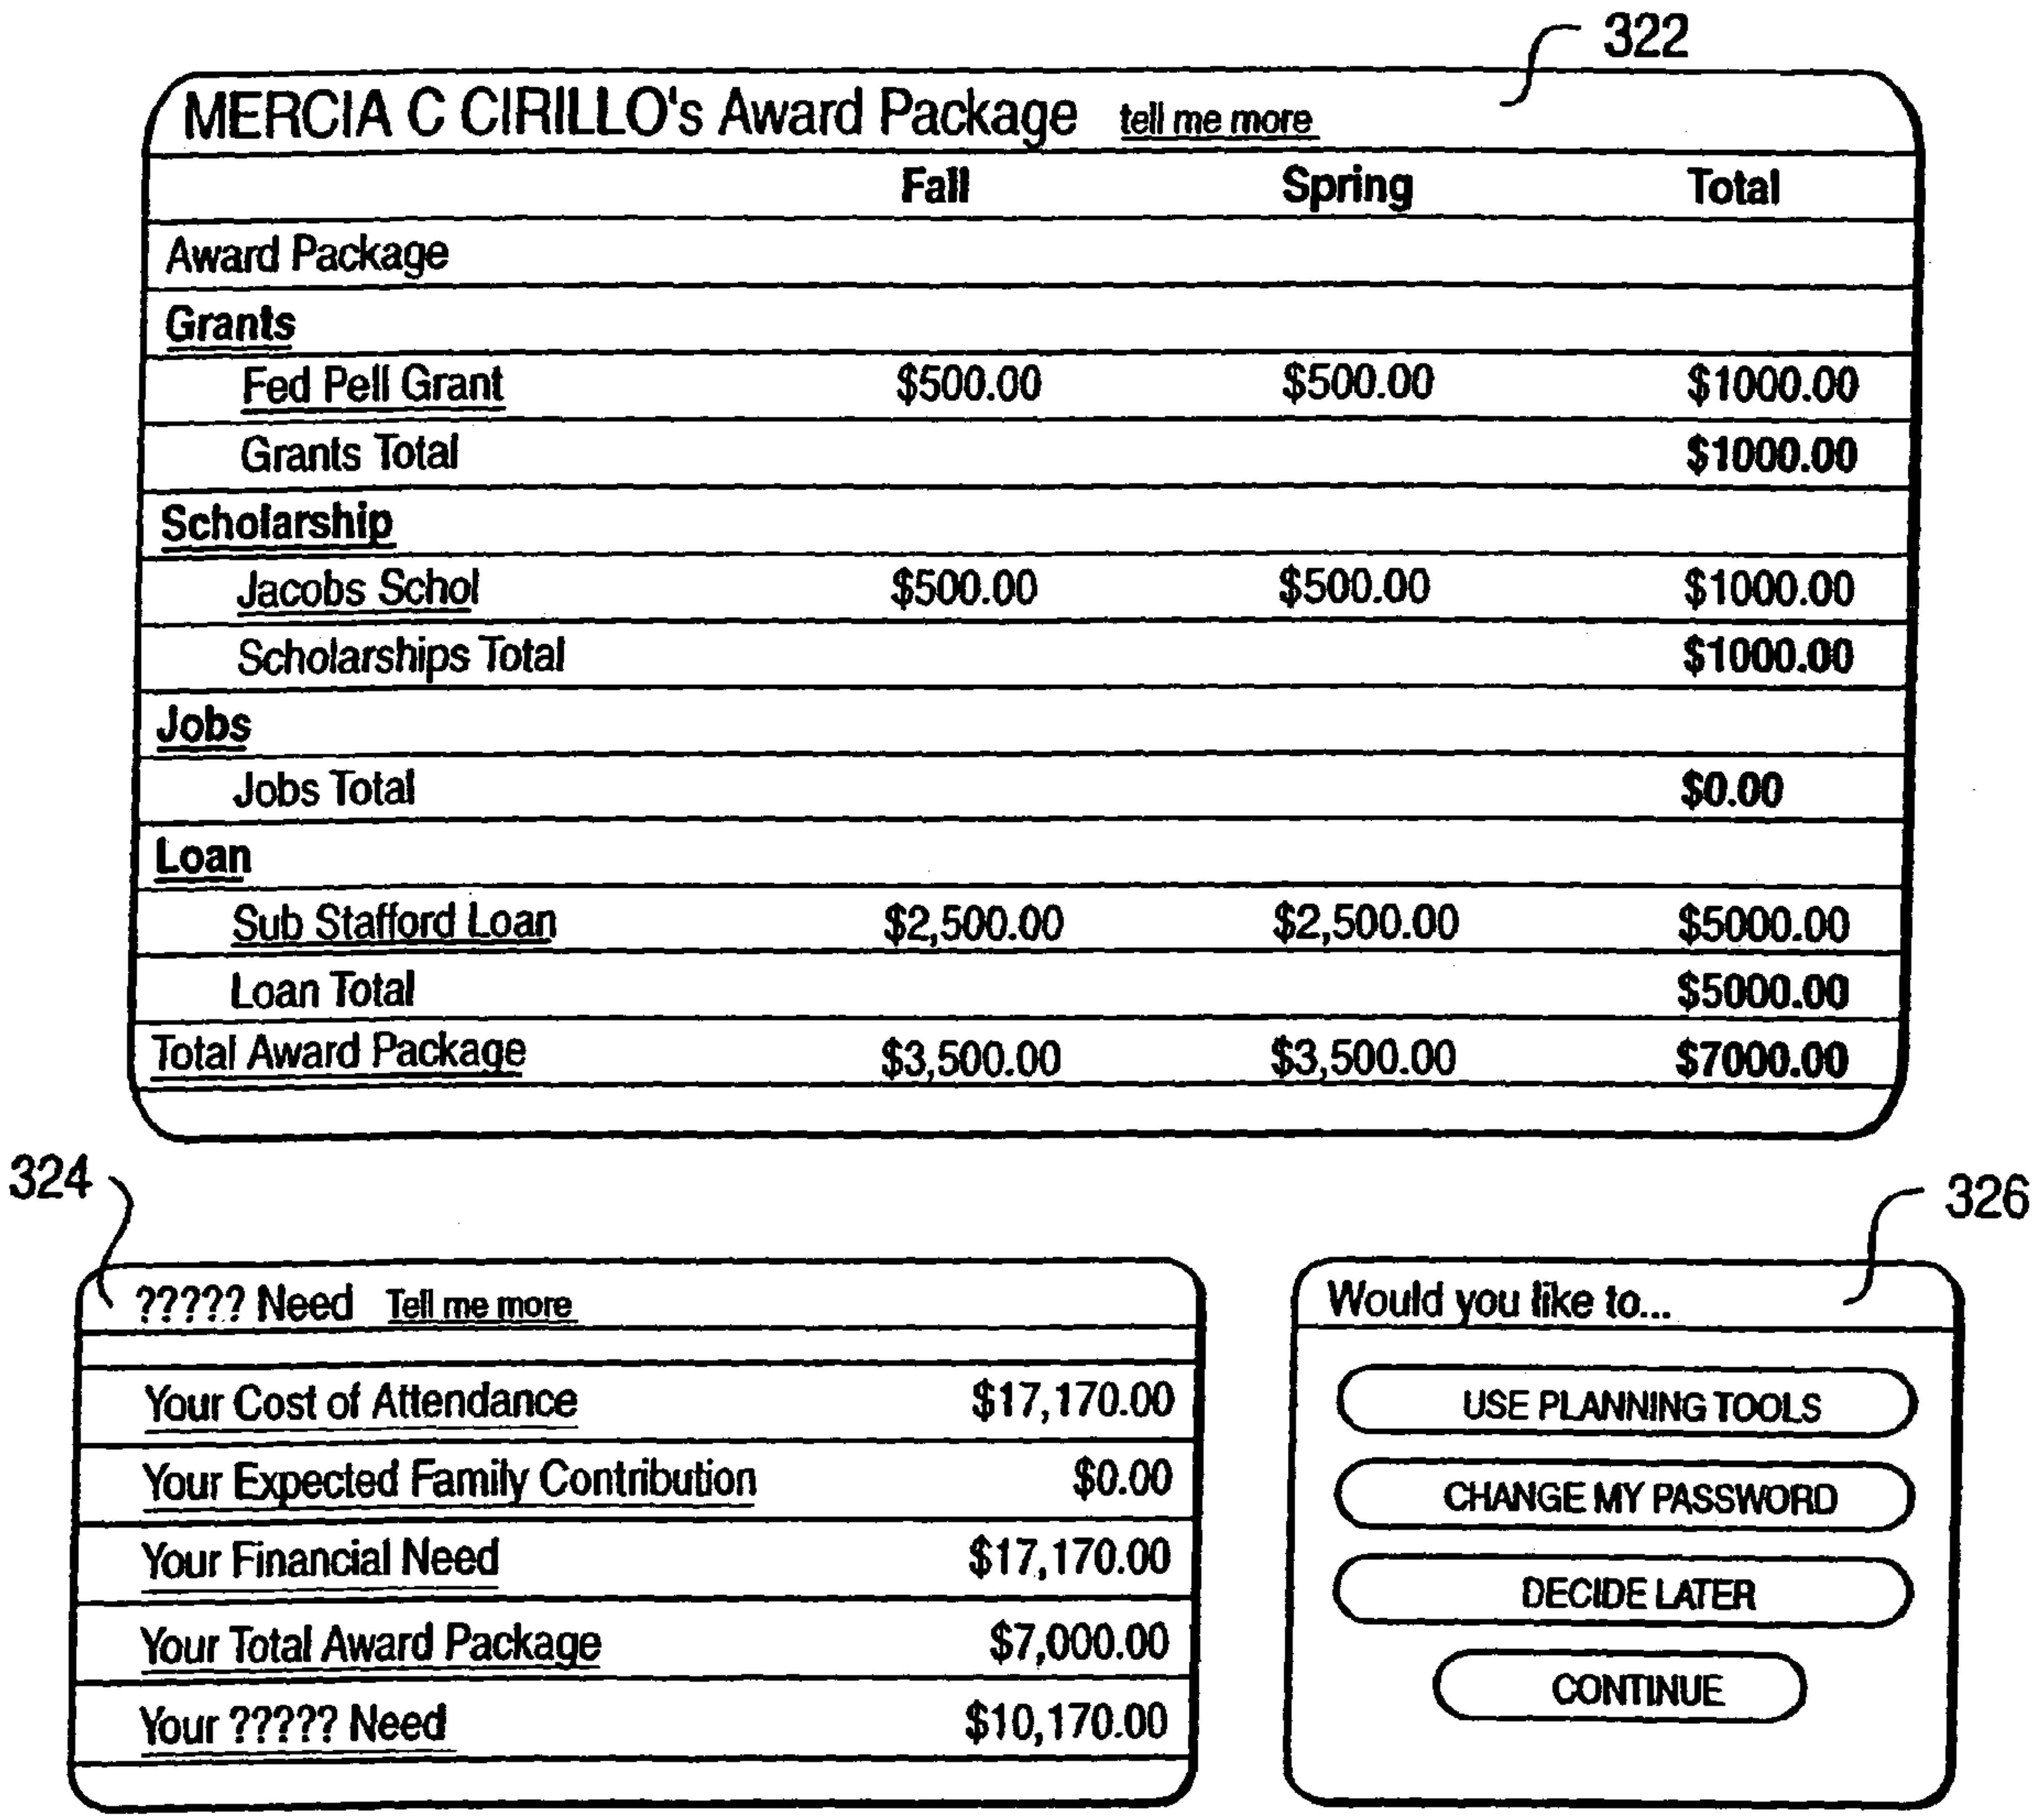 322
MERCIA C CIRILLO's Award Package tell me more
Fall Spring Total
Award Package
Grants
Fed Pell Grant $500.00 $500.00 $1000.00
Grants Total $1000.00
Scholarship
Jacobs Schol $500.00 $500.00 $1000.00
Scholarships Total $1000.00
Jobs
Jobs Total $0.00
Loan
Sub Stafford Loan $2,500.00 $2,500.00 $5000.00
Loan Total $5000.00
Total Award Package $3,500.00 $3,500.00 $7000.00
324
????? Need Tell me more
Your Cost of Attendance $17,170.00
Your Expected Family Contribution $0.00
Your Financial Need $17,170.00
Your Total Award Package $7,000.00
Your ????? Need $10,170.00
326
Would you like to...
USE PLANNING TOOLS
CHANGE MY PASSWORD
DECIDE LATER
CONTINUE